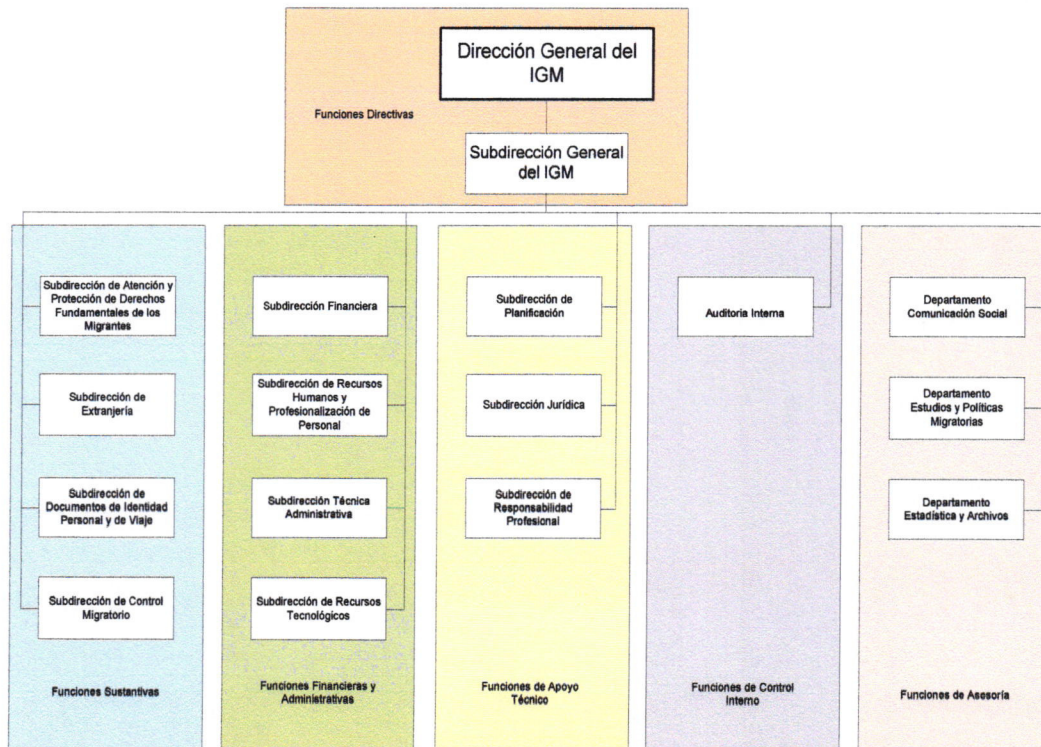 Dirección General del
IGM
Funciones Directivas
Subdirección General
del IGM
Subdirección de Atención y
Protección de Derechos
Fundamentales de los
Migrantes
Subdirección de
Extranjería
Subdirección de
Documentos de Identidad
Personal y de Viaje
Subdirección de Control
Migratorio
Funciones Sustantivas
Subdirección Financiera
Subdirección de Recursos
Humanos y
Profesionalización de
Personal
Subdirección Técnica
Administrativa
Subdirección de Recursos
Tecnológicos
Funciones Financieras y
Administrativas
Subdirección de
Planificación
Subdirección Jurídica
Subdirección de
Responsabilidad
Profesional
Funciones de Apoyo
Técnico
Auditoria Interna
Funciones de Control
Interno
Departamento
Comunicación Social
Departamento
Estudios y Políticas
Migratorias
Departamento
Estadística y Archivos
Funciones de Asesoría